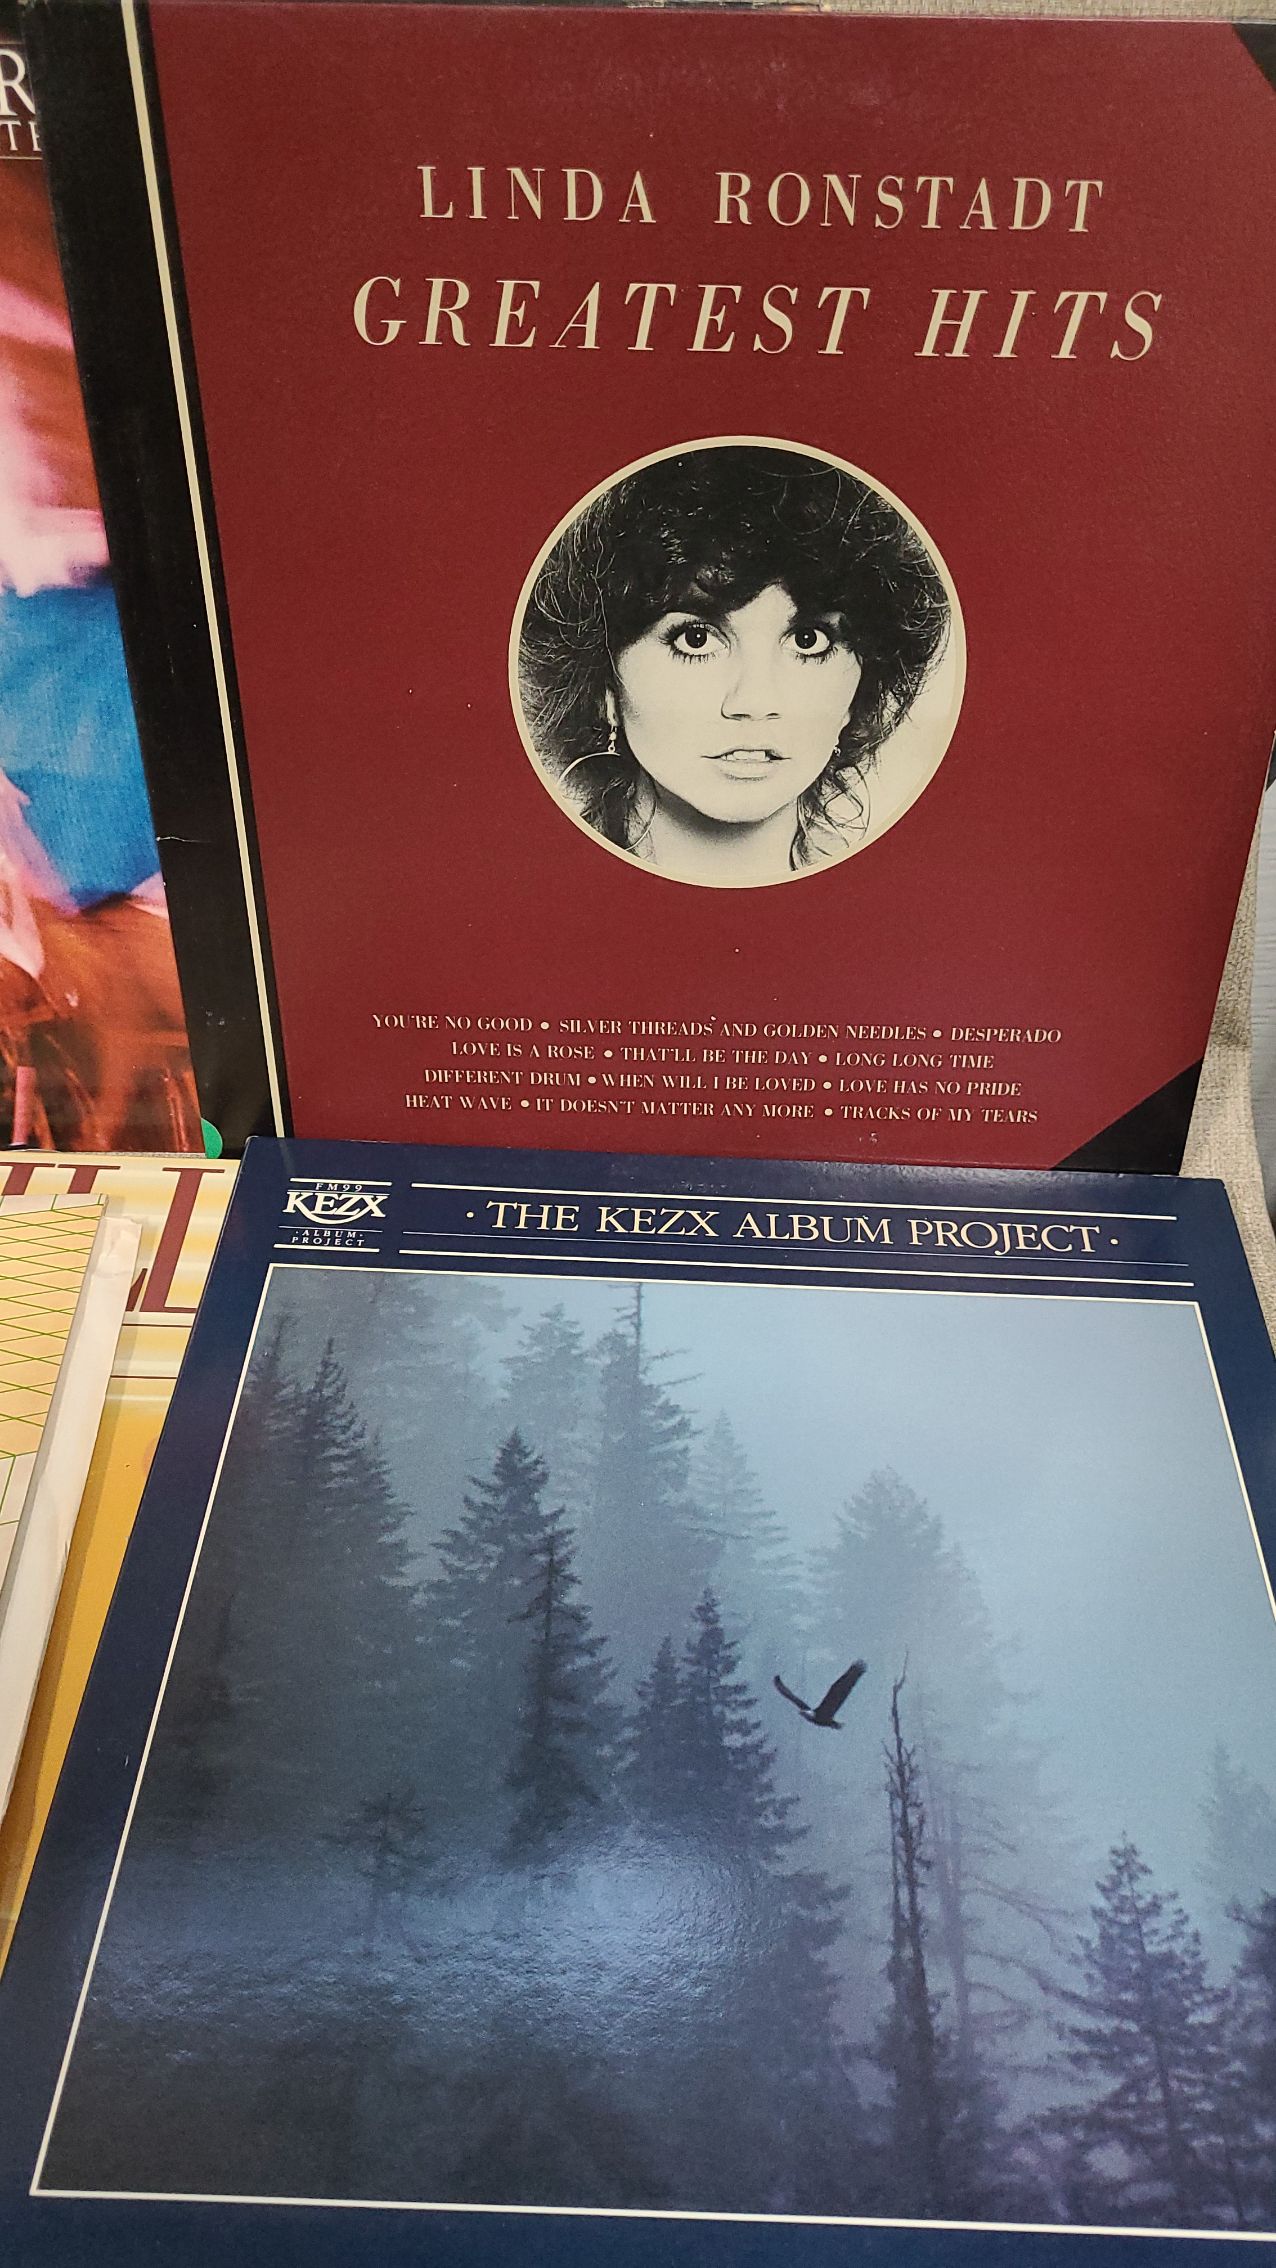 R
TE
LINDA RONSTADT
GREATEST HITS
YOU'RE NO GOOD • SILVER THREADS AND GOLDEN NEEDLES • DESPERADO
LOVE IS A ROSE • THAT'LL BE THE DAY • LONG LONG TIME
DIFFERENT DRUM • WHEN WILL I BE LOVED • LOVE HAS NO PRIDE
HEAT WAVE • IT DOESN'T MATTER ANY MORE • TRACKS OF MY TEARS
FM99
KEZX
·ALBUM·
PROJECT
· THE KEZX ALBUM PROJECT ·